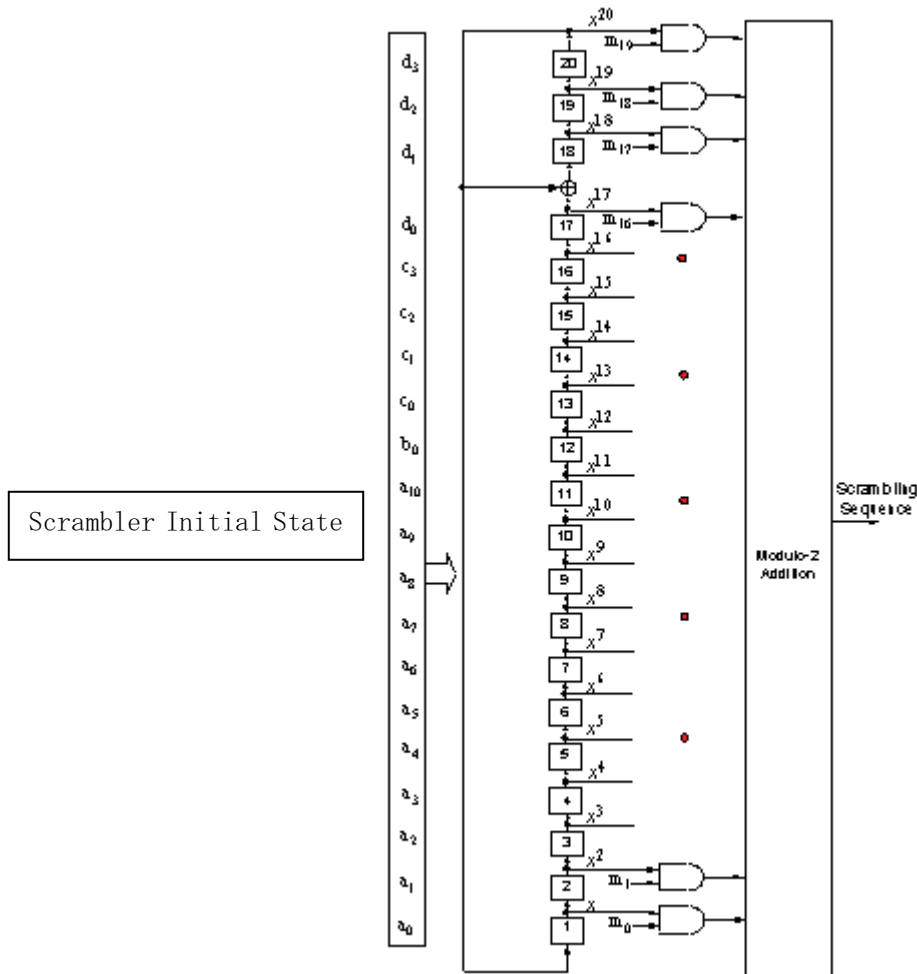 x²⁰
m₁₉
d₃
20
x¹⁹
d₂
19
m₁₈
x¹⁸
d₁
18
m₁₇
x¹⁷
d₀
17
m₁₆
x¹⁶
c₃
16
x¹⁵
c₂
15
x¹⁴
c₁
14
x¹³
c₀
13
x¹²
b₀
12
x¹¹
a₁₀
11
Scrambling
Sequence
x¹⁰
Scrambler Initial State
a₉
10
x⁹
Modulo-2
Addition
a₈
9
x⁸
a₇
8
x⁷
a₆
7
x⁶
a₅
6
x⁵
a₄
5
x⁴
a₃
4
x³
a₂
3
x²
a₁
2
m₁
x
a₀
1
m₀